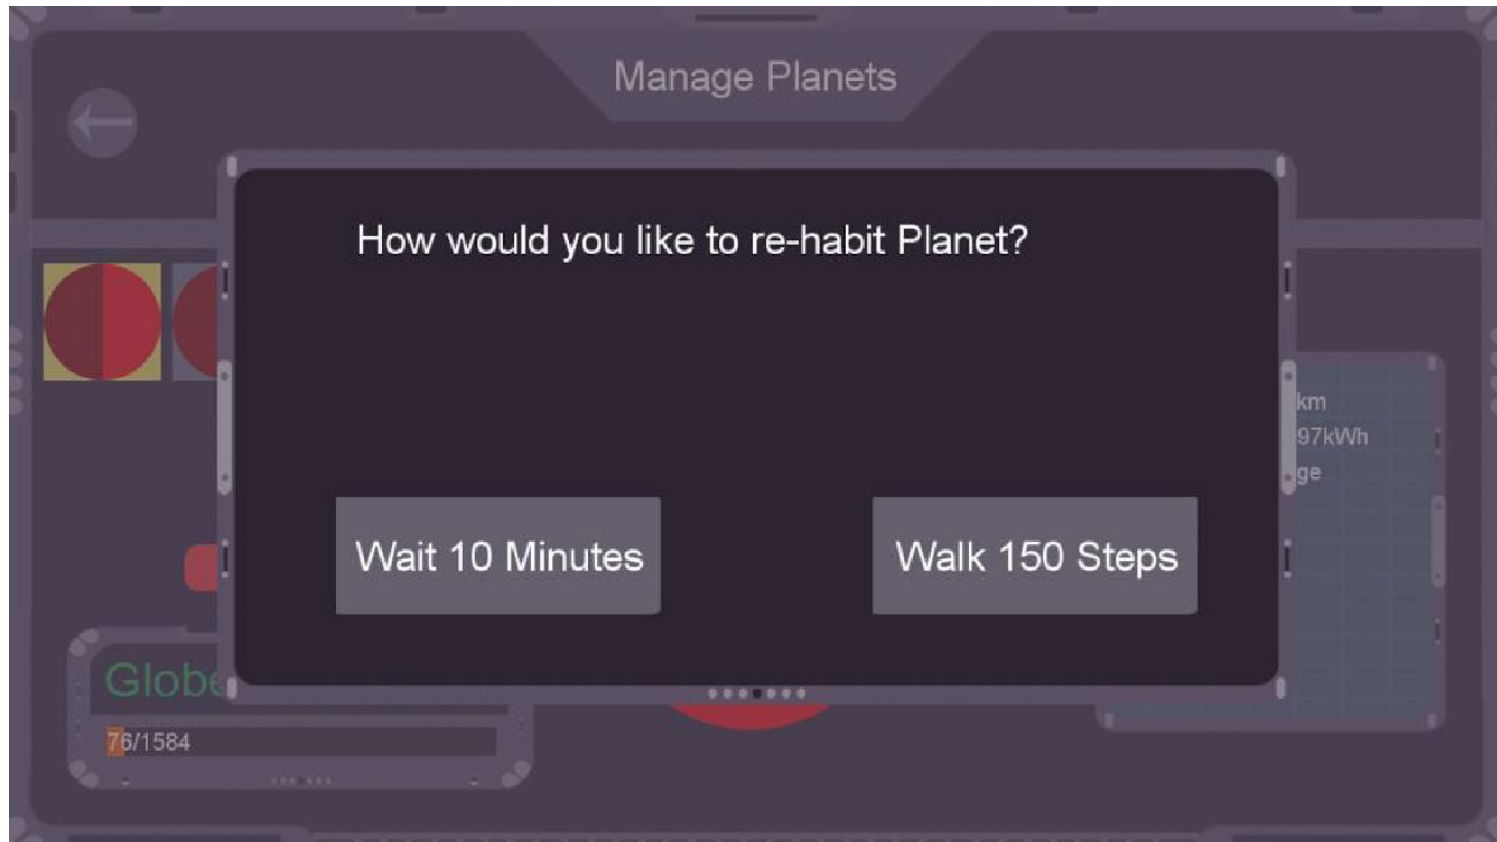 Manage Planets
How would you like to re-habit Planet?
km
97kWh
ge
Wait 10 Minutes
Walk 150 Steps
Globe
76/1584